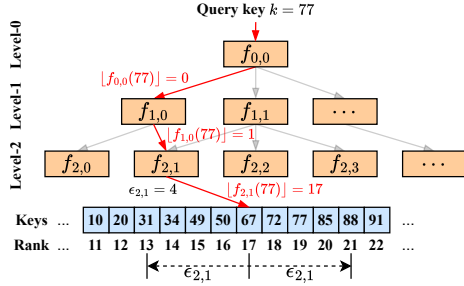 Query key k = 77
Level-0
f0,0
⌊f0,0(77)⌋ = 0
Level-1
f1,0 f1,1 ...
⌊f1,0(77)⌋ = 1
Level-2
f2,0 f2,1 f2,2 f2,3 ...
ϵ2,1 = 4 ⌊f2,1(77)⌋ = 17
Keys ... 10 20 31 34 49 50 67 72 77 85 88 91 ...
Rank ... 11 12 13 14 15 16 17 18 19 20 21 22 ...
ϵ2,1 ϵ2,1